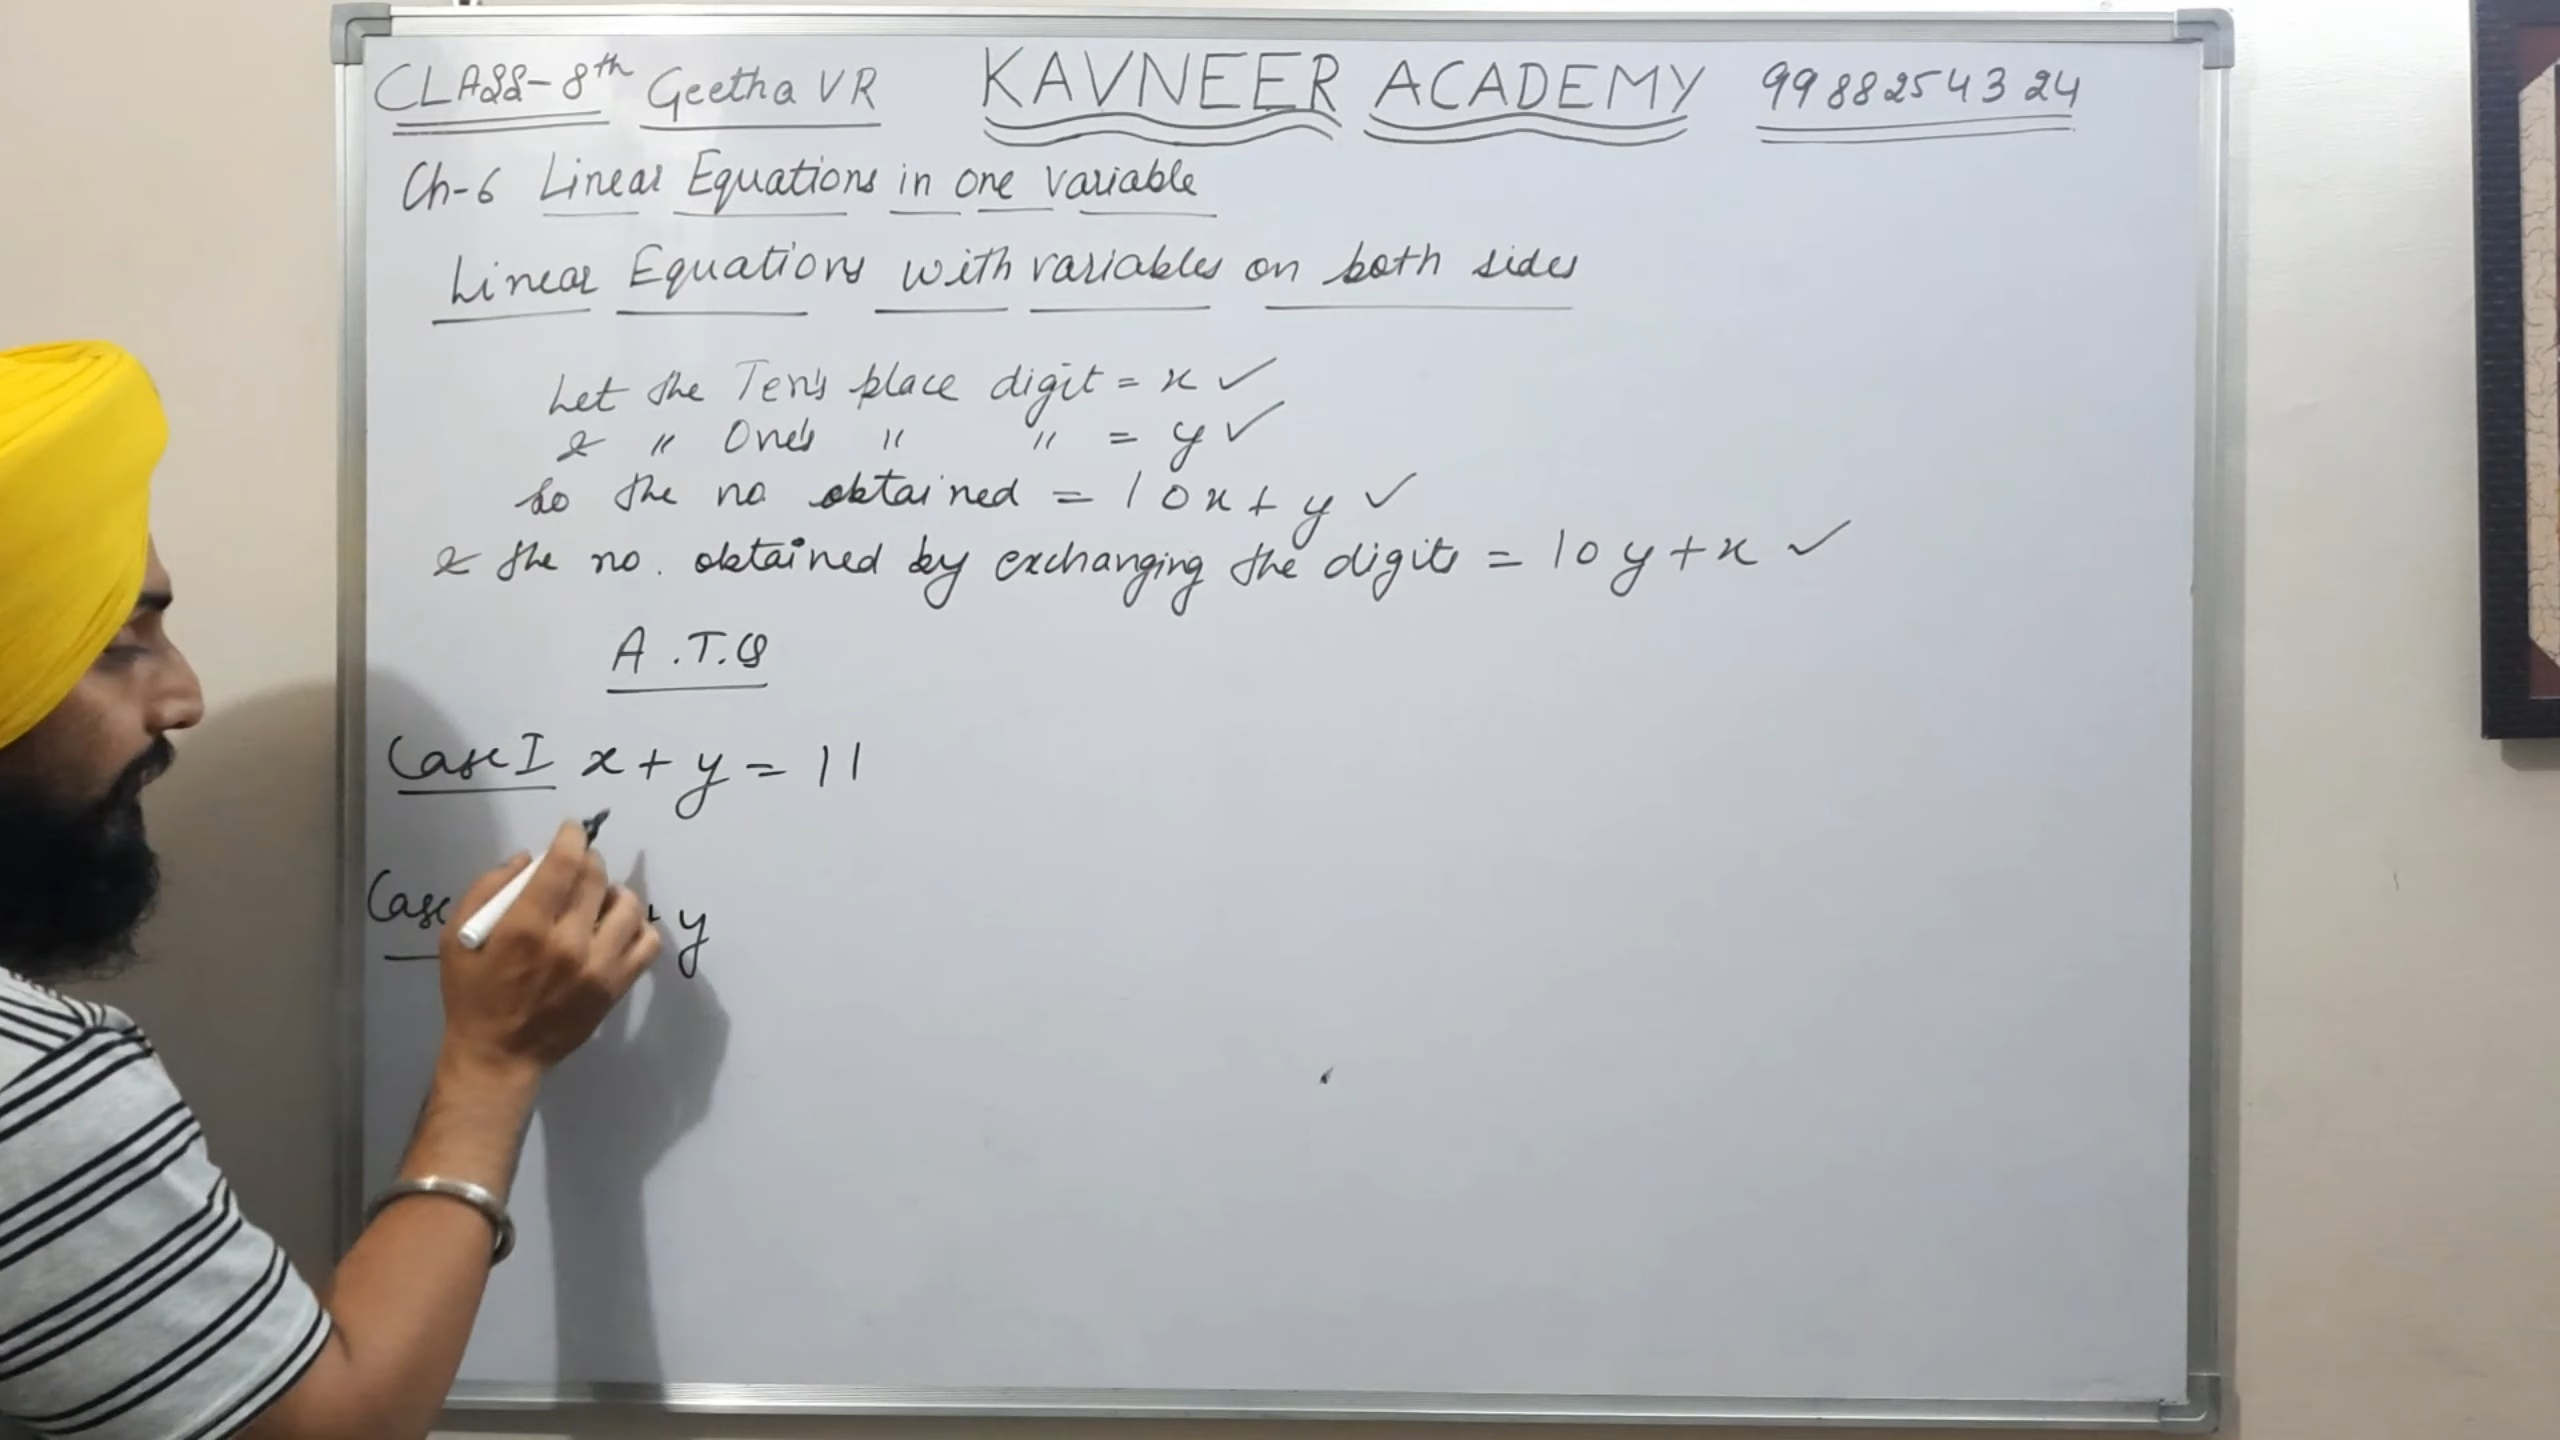 CLASS-8th Geetha VR KAVNEER ACADEMY 9988254324
Ch-6 Linear Equations in one variable
Linear Equations with variables on both sides
Let the Ten's place digit = x ✓
& " One's " " = y ✓
So the no obtained = 10x + y ✓
& the no. obtained by exchanging the digits = 10y + x ✓
A.T.Q
Case I x + y = 11
Case + y